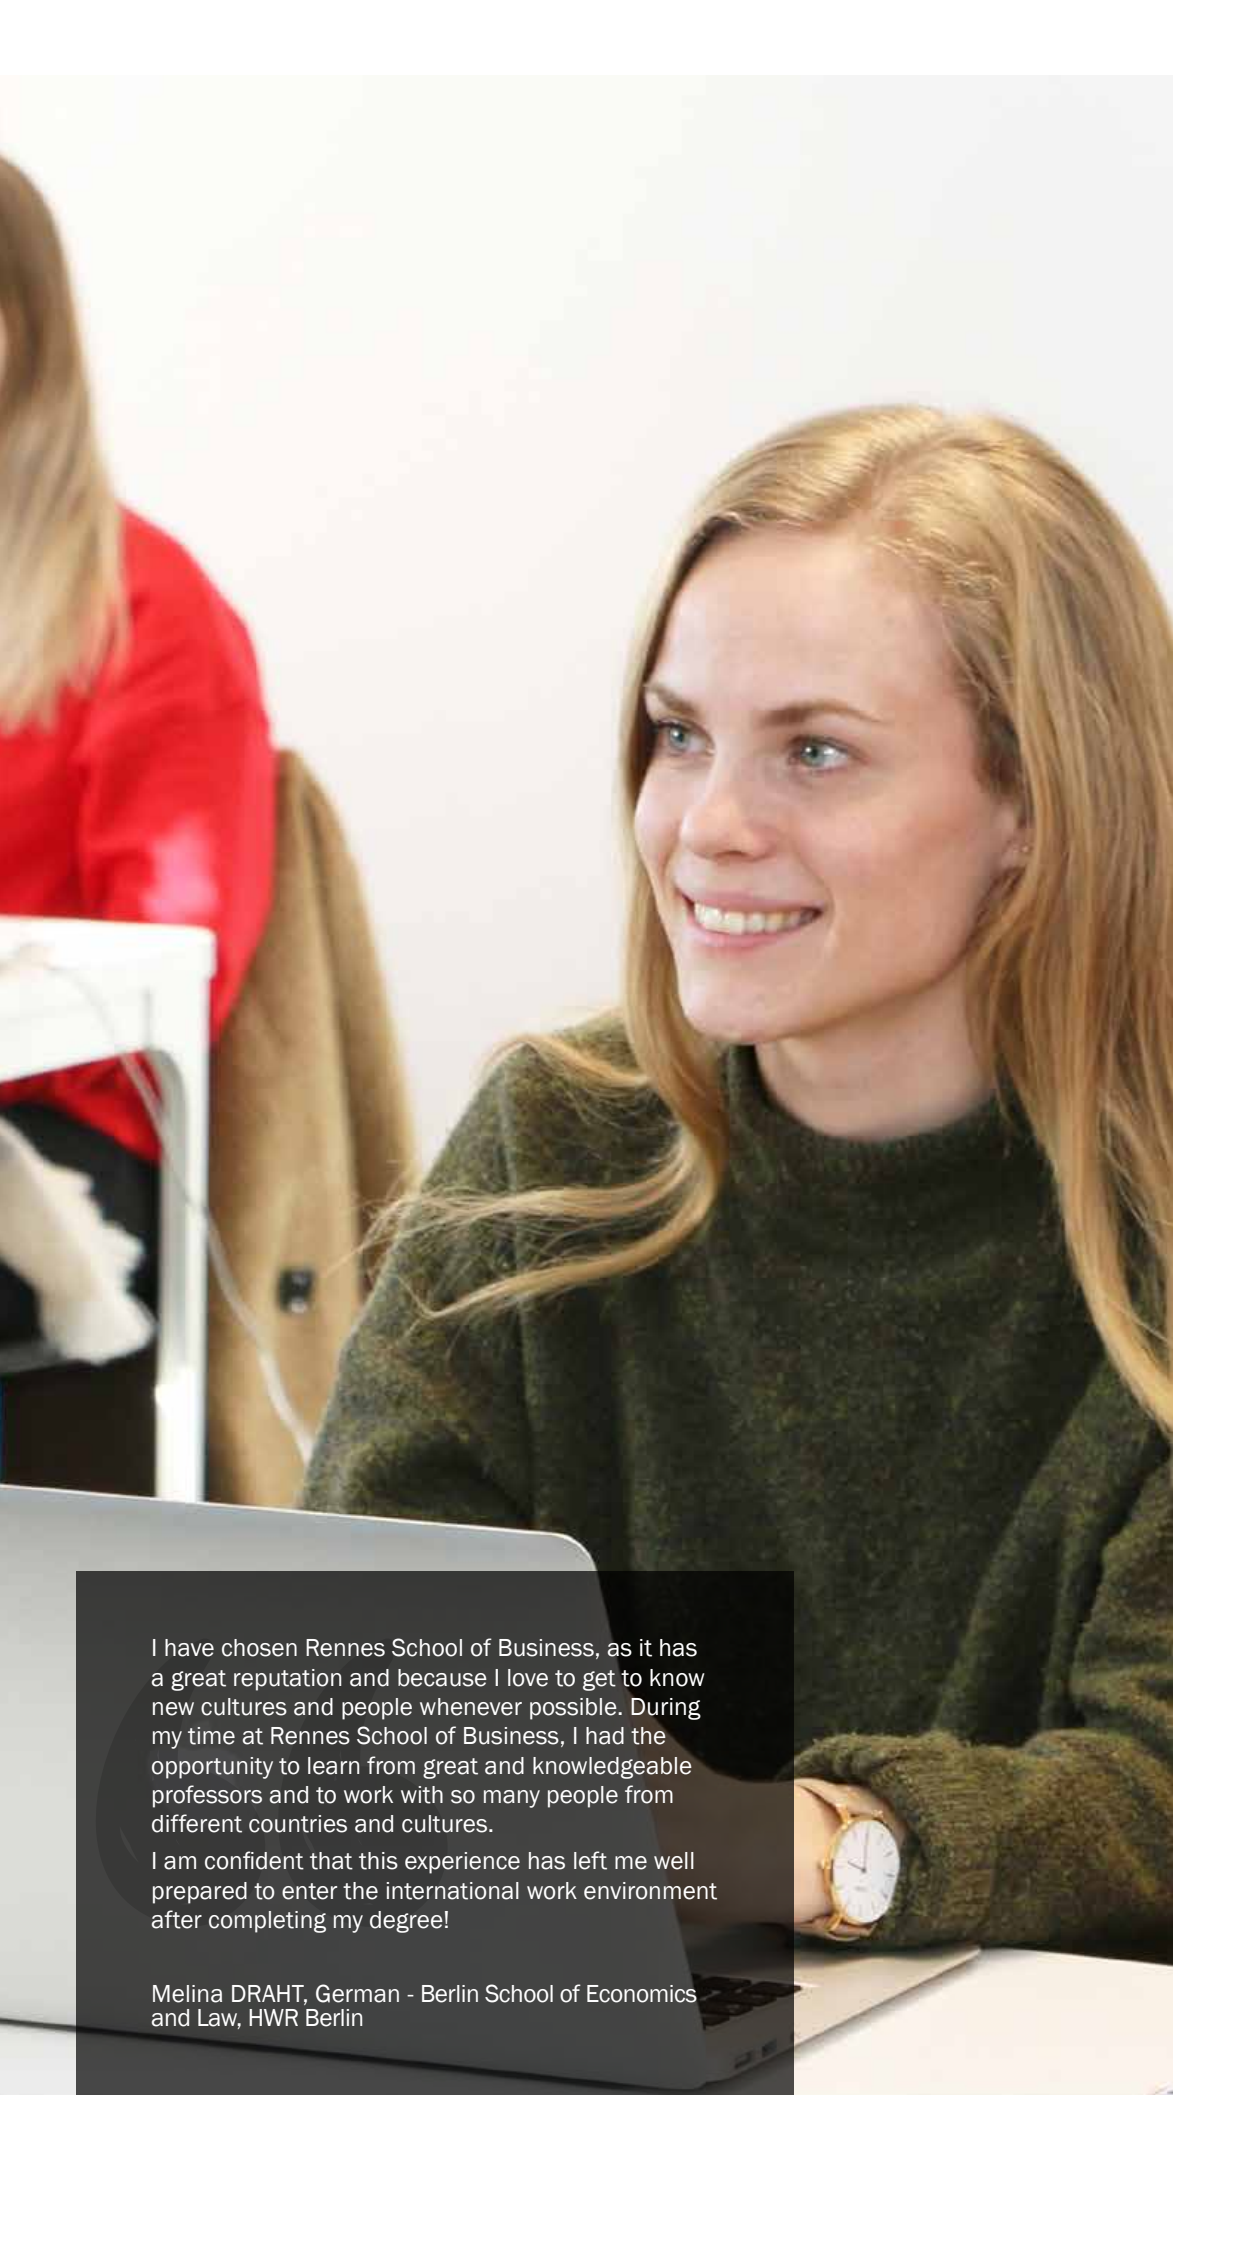 I have chosen Rennes School of Business, as it has
a great reputation and because I love to get to know
new cultures and people whenever possible. During
my time at Rennes School of Business, I had the
opportunity to learn from great and knowledgeable
professors and to work with so many people from
different countries and cultures.
I am confident that this experience has left me well
prepared to enter the international work environment
after completing my degree!
Melina DRAHT, German - Berlin School of Economics
and Law, HWR Berlin